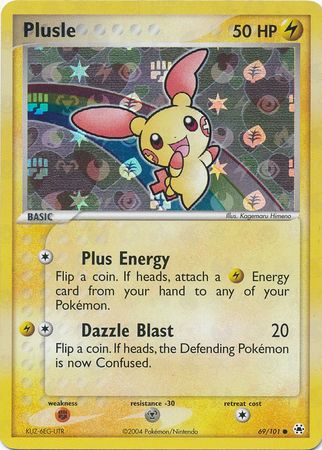 Plusle 50 HP
BASIC Illus. Kagemaru Himeno
Plus Energy
Flip a coin. If heads, attach a Energy
card from your hand to any of your
Pokémon.
Dazzle Blast 20
Flip a coin. If heads, the Defending Pokémon
is now Confused.
weakness resistance -30 retreat cost
KUZ-6EG-UTR ©2004 Pokémon/Nintendo 69/101